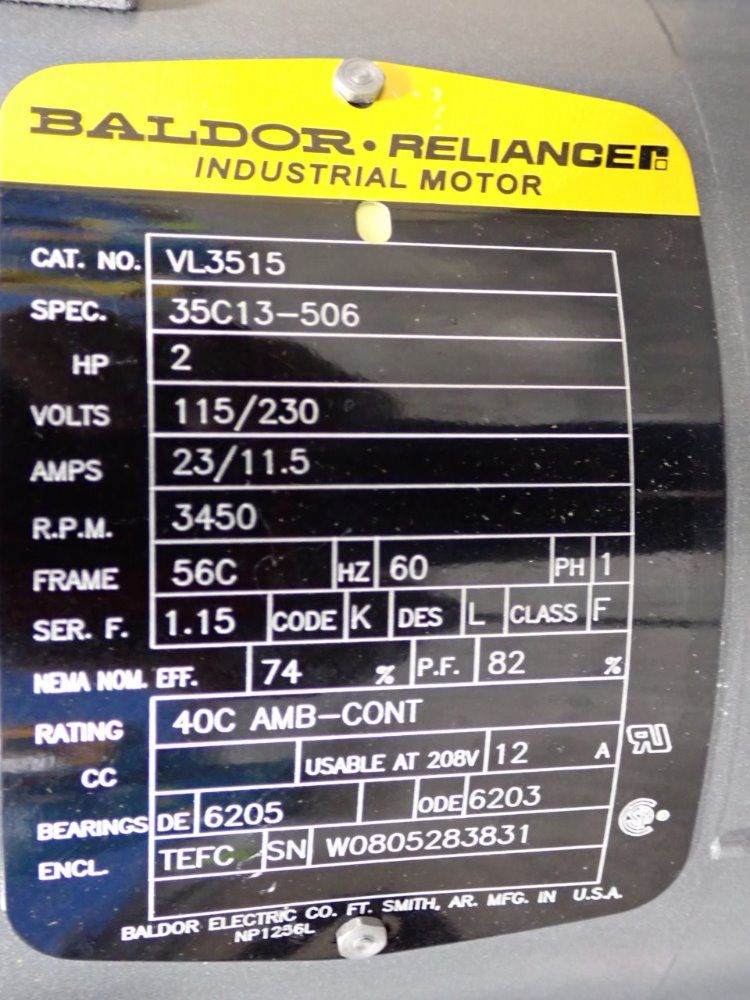 BALDOR • RELIANCER
INDUSTRIAL MOTOR
CAT. NO. VL3515
SPEC. 35C13-506
HP 2
VOLTS 115/230
AMPS 23/11.5
R.P.M. 3450
FRAME 56C HZ 60 PH 1
SER. F. 1.15 CODE K DES L CLASS F
NEMA NOM. EFF. 74 % P.F. 82 %
RATING 40C AMB-CONT
CC USABLE AT 208V 12 A
BEARINGS DE 6205 ODE 6203
ENCL. TEFC SN W0805283831
BALDOR ELECTRIC CO. FT. SMITH, AR. MFG. IN U.S.A.
NP1256L